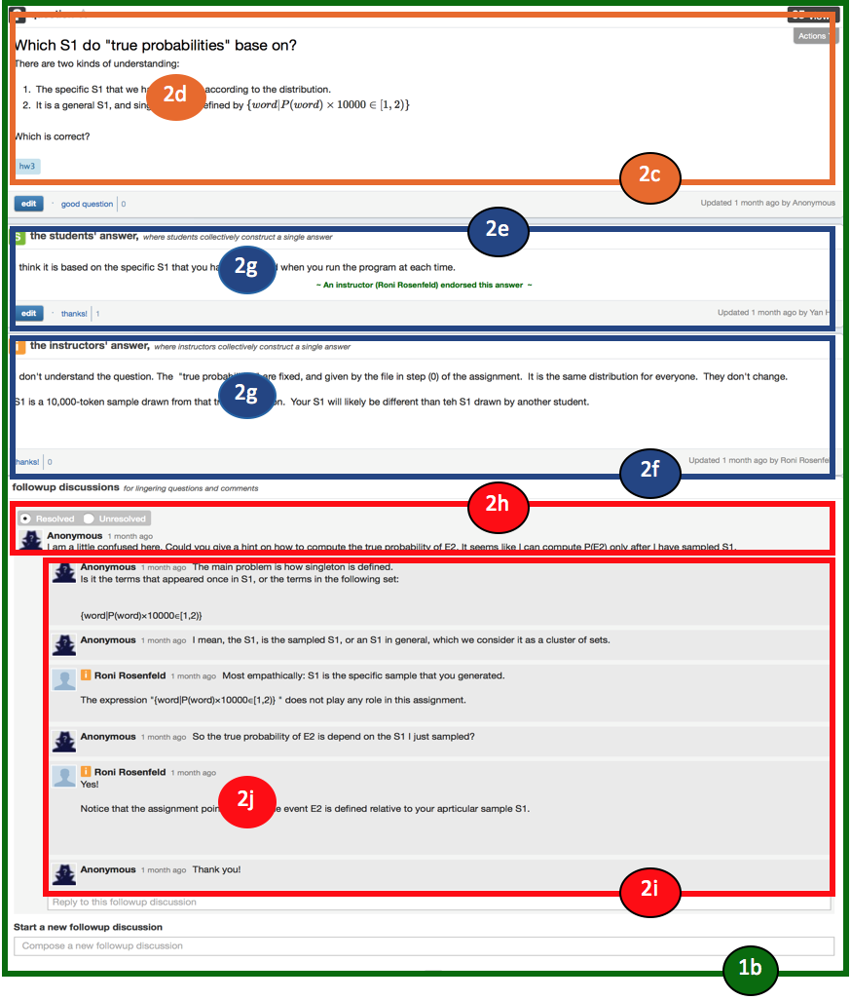 Which S1 do "true probabilities" base on?
Actions
There are two kinds of understanding:
1. The specific S1 that we according to the distribution.
2d
2. It is a general S1, and defined by {word|P(word) × 10000 ∈ [1, 2)}
Which is correct?
hw3
2c
edit · good question 0
Updated 1 month ago by Anonymous
2e
S the students' answer, where students collectively construct a single answer
2g
think it is based on the specific S1 that you when you run the program at each time.
~ An instructor (Roni Rosenfeld) endorsed this answer ~
edit · thanks! 1
Updated 1 month ago by Yan H
i the instructors' answer, where instructors collectively construct a single answer
don't understand the question. The "true are fixed, and given by the file in step (0) of the assignment. It is the same distribution for everyone. They don't change.
2g
S1 is a 10,000-token sample drawn from that Your S1 will likely be different than teh S1 drawn by another student.
thanks! 0
Updated 1 month ago by Roni Rosenfe
2f
followup discussions for lingering questions and comments
2h
Resolved Unresolved
Anonymous 1 month ago
I am a little confused here. Could you give a hint on how to compute the true probability of E2. It seems like I can compute P(E2) only after I have sampled S1.
Anonymous 1 month ago The main problem is how singleton is defined.
Is it the terms that appeared once in S1, or the terms in the following set:
{word|P(word)×10000∈[1,2)}
Anonymous 1 month ago I mean, the S1, is the sampled S1, or an S1 in general, which we consider it as a cluster of sets.
i Roni Rosenfeld 1 month ago Most empathically: S1 is the specific sample that you generated.
The expression "{word|P(word)×10000∈[1,2)} " does not play any role in this assignment.
Anonymous 1 month ago So the true probability of E2 is depend on the S1 I just sampled?
i Roni Rosenfeld 1 month ago
Yes!
2j
Notice that the assignment event E2 is defined relative to your aprticular sample S1.
Anonymous 1 month ago Thank you!
2i
Reply to this followup discussion
Start a new followup discussion
Compose a new followup discussion
1b